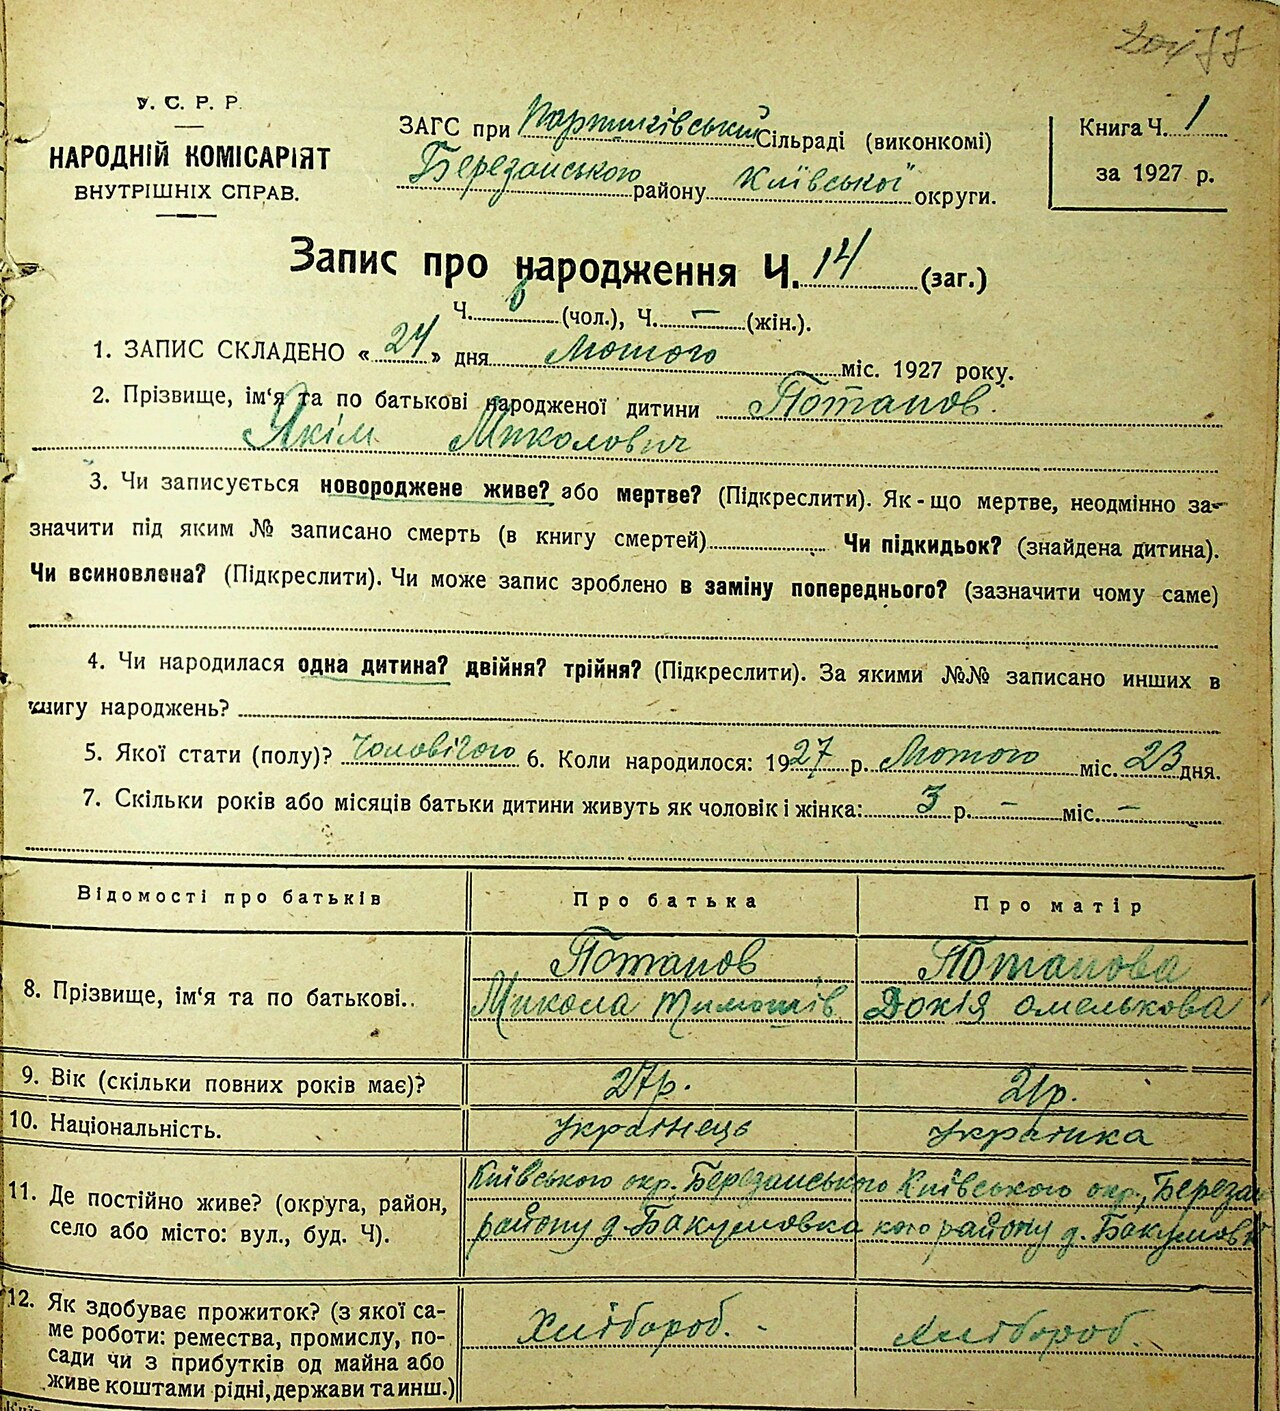 У. С. Р. Р.
НАРОДНІЙ КОМІСАРІЯТ
ВНУТРІШНІХ СПРАВ.
ЗАГС при Сільраді (виконкомі)
Березанського району Київської округи.
Книга Ч. 1
за 1927 р.
Запис про народження Ч. 14 (заг.)
Ч. (чол.), Ч. – (жін.).
1. ЗАПИС СКЛАДЕНО « 24 » дня Лютого міс. 1927 року.
2. Прізвище, ім'я та по батькові народженої дитини Потапов.
Якім Миколович
3. Чи записується новороджене живе? або мертве? (Підкреслити). Як-що мертве, неодмінно за-
значити під яким № записано смерть (в книгу смертей) Чи підкидьок? (знайдена дитина).
Чи всиновлена? (Підкреслити). Чи може запис зроблено в заміну попереднього? (зазначити чому саме)
4. Чи народилася одна дитина? двійня? трійня? (Підкреслити). За якими №№ записано инших в
книгу народжень?
5. Якої стати (полу)? Чоловічого 6. Коли народилося: 1927 р. Лютого міс. 23 дня.
7. Скільки років або місяців батьки дитини живуть як чоловік і жінка: 3 р. – міс. –
Відомості про батьків Про батька Про матір
8. Прізвище, ім'я та по батькові..
Потапов
Микола Тимошів
Потапова
Докія Омелькова
9. Вік (скільки повних років має)? 27р. 21р.
10. Національність. Українець Українка
11. Де постійно живе? (округа, район,
село або місто: вул., буд. Ч).
Київського окр. Березанського
району д. Бакумовка
Київського окр., Березан
кого району д. Бакумовк
12. Як здобуває прожиток? (з якої са-
ме роботи: ремества, промислу, по-
сади чи з прибутків од майна або
живе коштами рідні, держави та инш.)
Хлібороб. Хлібороб.